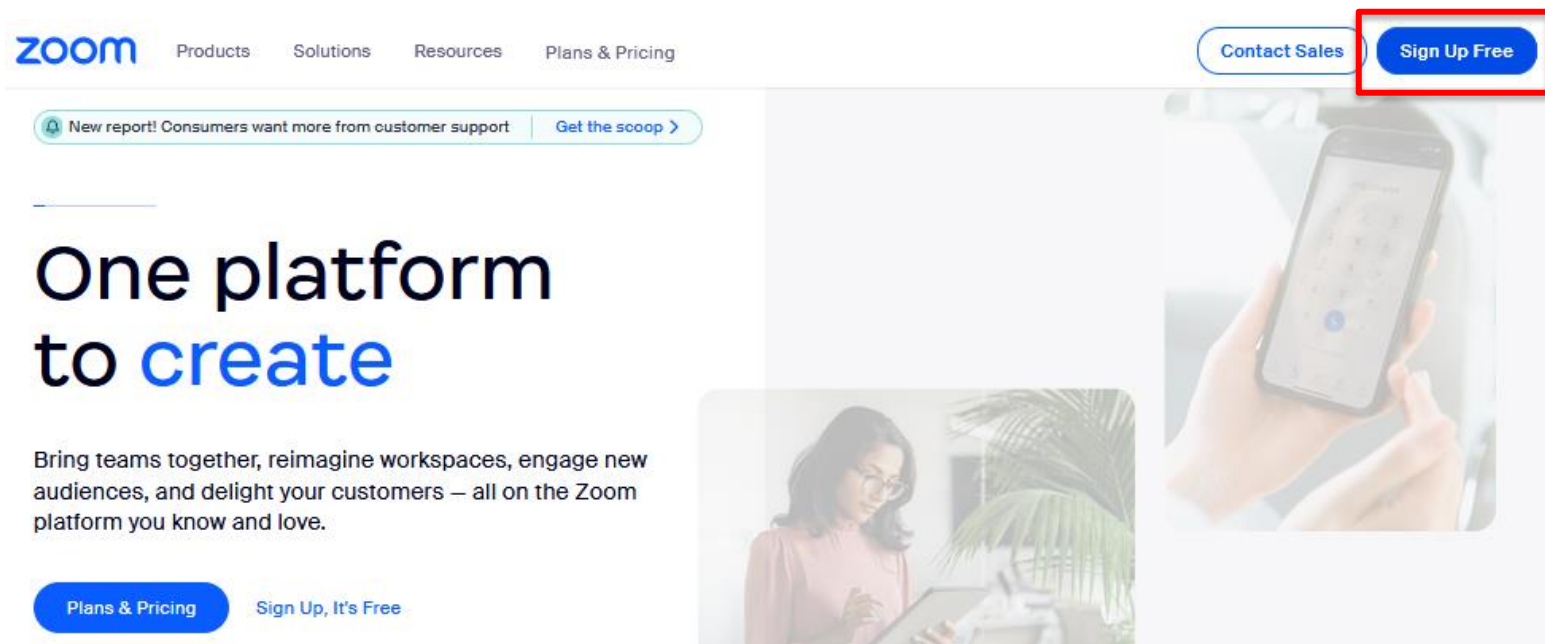 zoom Products Solutions Resources Plans & Pricing Contact Sales Sign Up Free
New report! Consumers want more from customer support Get the scoop >
One platform
to create
Bring teams together, reimagine workspaces, engage new
audiences, and delight your customers — all on the Zoom
platform you know and love.
Plans & Pricing Sign Up, It's Free